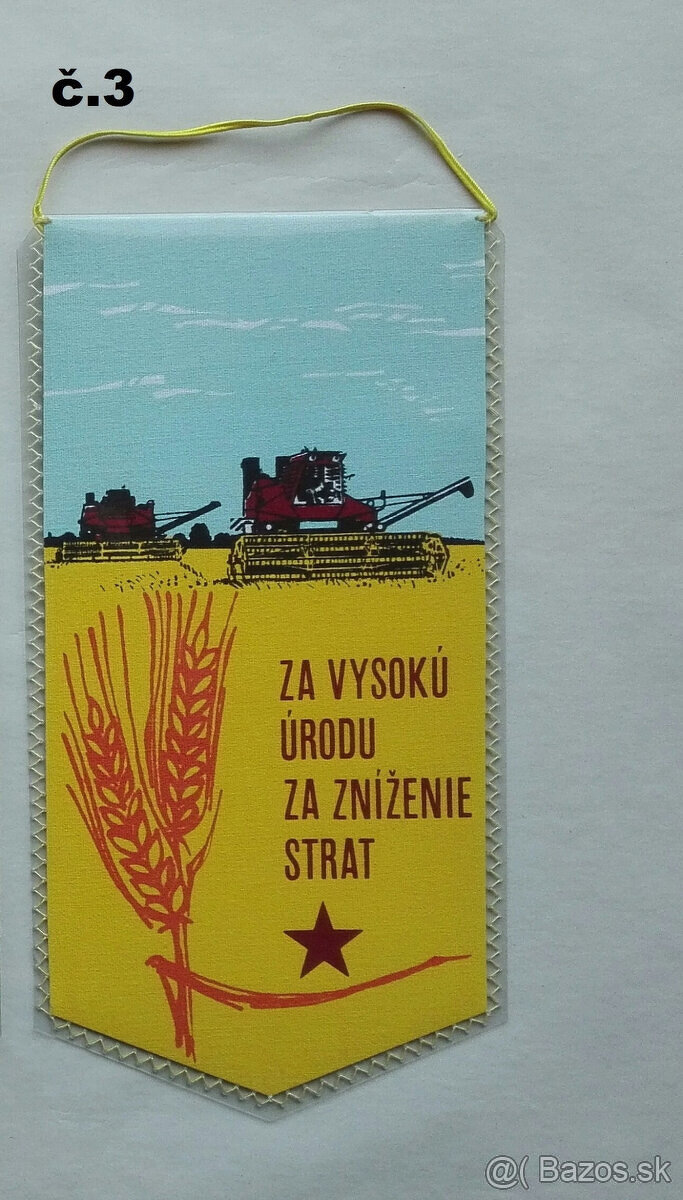 č.3
ZA VYSOKÚ
ÚRODU
ZA ZNÍŽENIE
STRAT
@( Bazos.sk